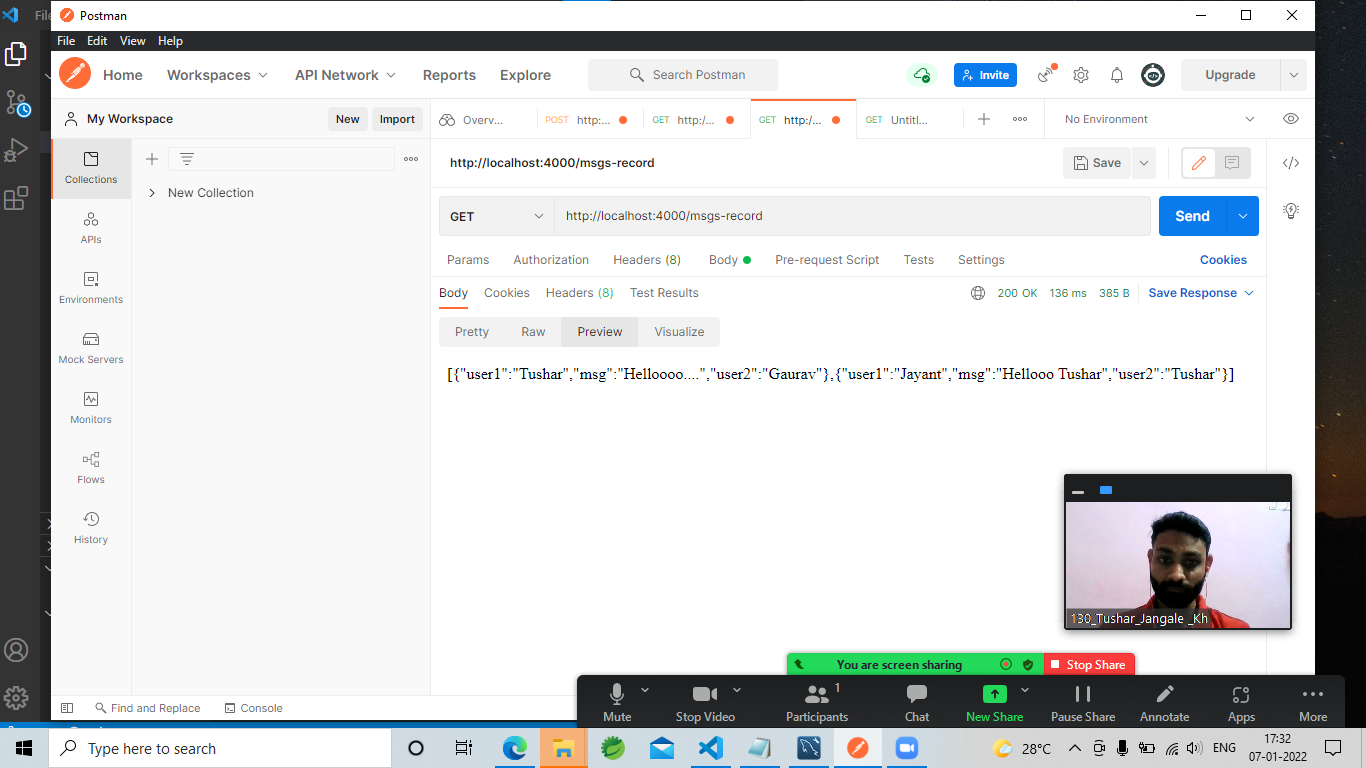 File
Postman
File Edit View Help
Home Workspaces API Network Reports Explore Search Postman Invite Upgrade
My Workspace New Import Overv... POST http:... GET http:/... GET http:/... GET Untitl... No Environment
Collections
APIs
Environments
Mock Servers
Monitors
Flows
History
New Collection
http://localhost:4000/msgs-record Save
GET http://localhost:4000/msgs-record Send
Params Authorization Headers (8) Body Pre-request Script Tests Settings Cookies
Body Cookies Headers (8) Test Results 200 OK 136 ms 385 B Save Response
Pretty Raw Preview Visualize
[{"user1":"Tushar","msg":"Helloooo....","user2":"Gaurav"},{"user1":"Jayant","msg":"Hellooo Tushar","user2":"Tushar"}]
130_Tushar_Jangale _Kh
You are screen sharing Stop Share
Find and Replace Console
1
Mute Stop Video Participants Chat New Share Pause Share Annotate Apps More
Type here to search 28°C ENG 17:32
07-01-2022